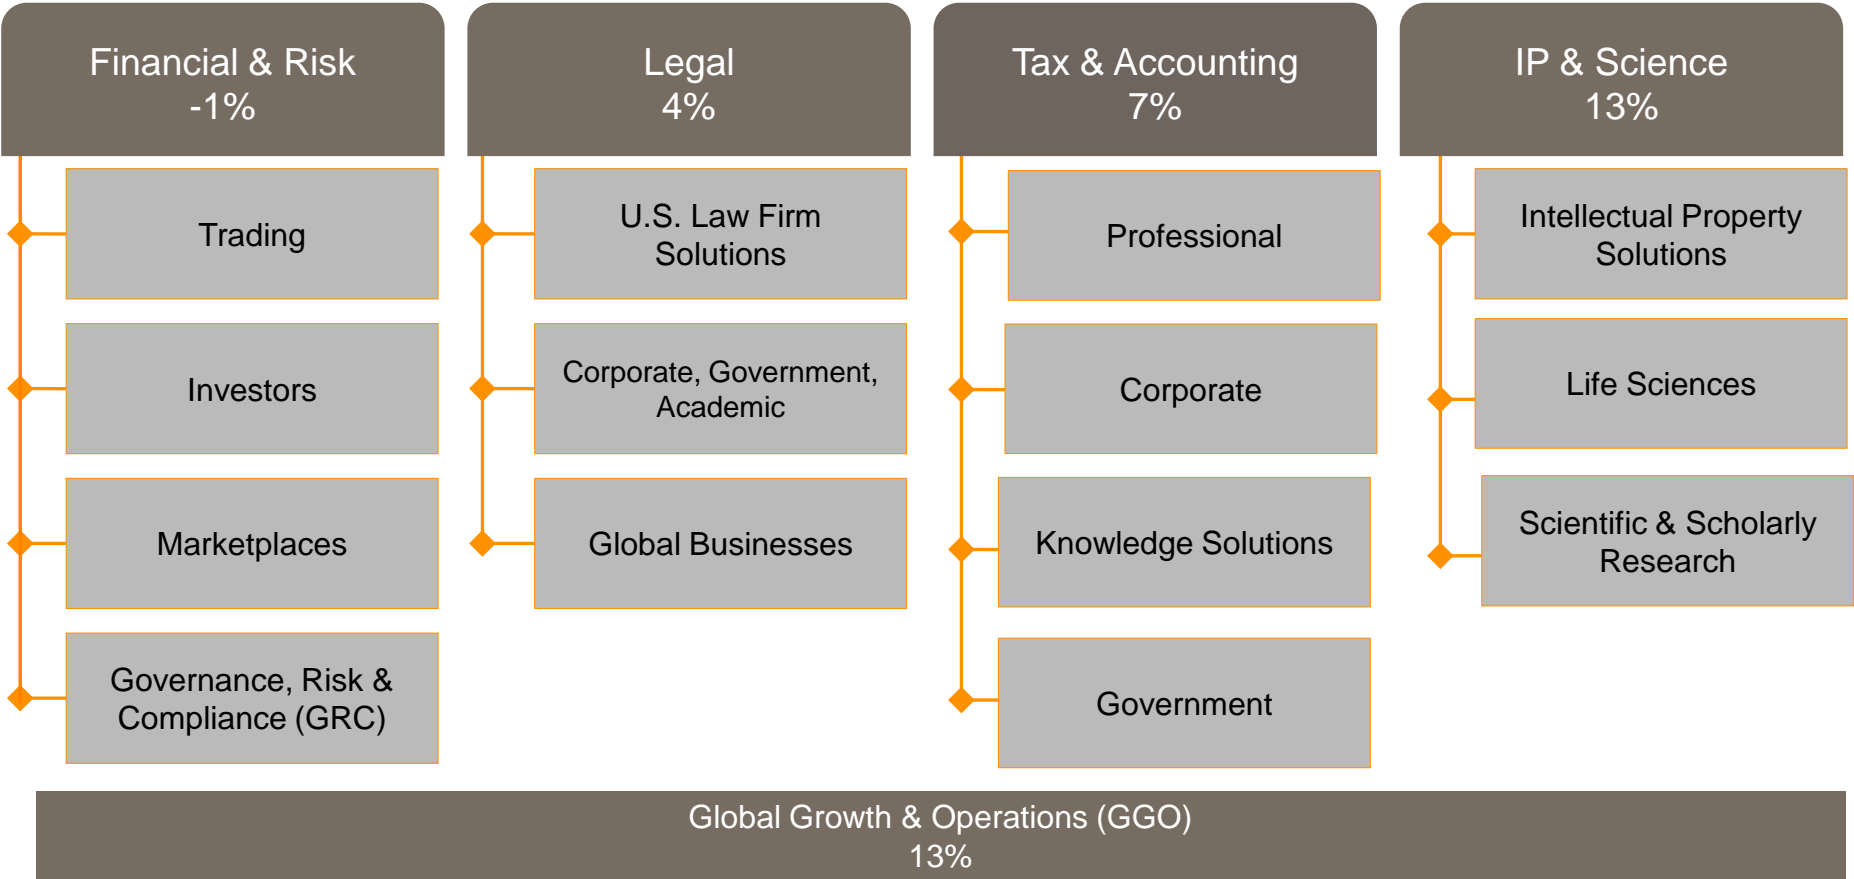 Financial & Risk
-1%
Trading
Investors
Marketplaces
Governance, Risk &
Compliance (GRC)
Legal
4%
U.S. Law Firm
Solutions
Corporate, Government,
Academic
Global Businesses
Tax & Accounting
7%
Professional
Corporate
Knowledge Solutions
Government
IP & Science
13%
Intellectual Property
Solutions
Life Sciences
Scientific & Scholarly
Research
Global Growth & Operations (GGO)
13%